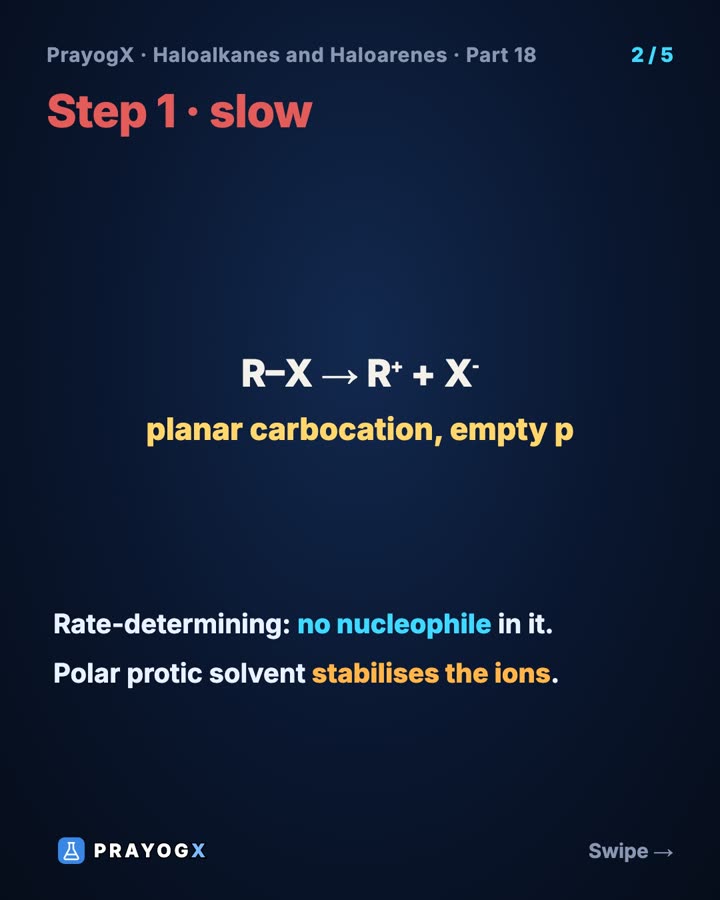 PrayogX · Haloalkanes and Haloarenes · Part 18
2 / 5
Step 1 · slow
R–X → R⁺ + X⁻
planar carbocation, empty p
Rate-determining: no nucleophile in it.
Polar protic solvent stabilises the ions.
PRAYOGX
Swipe →